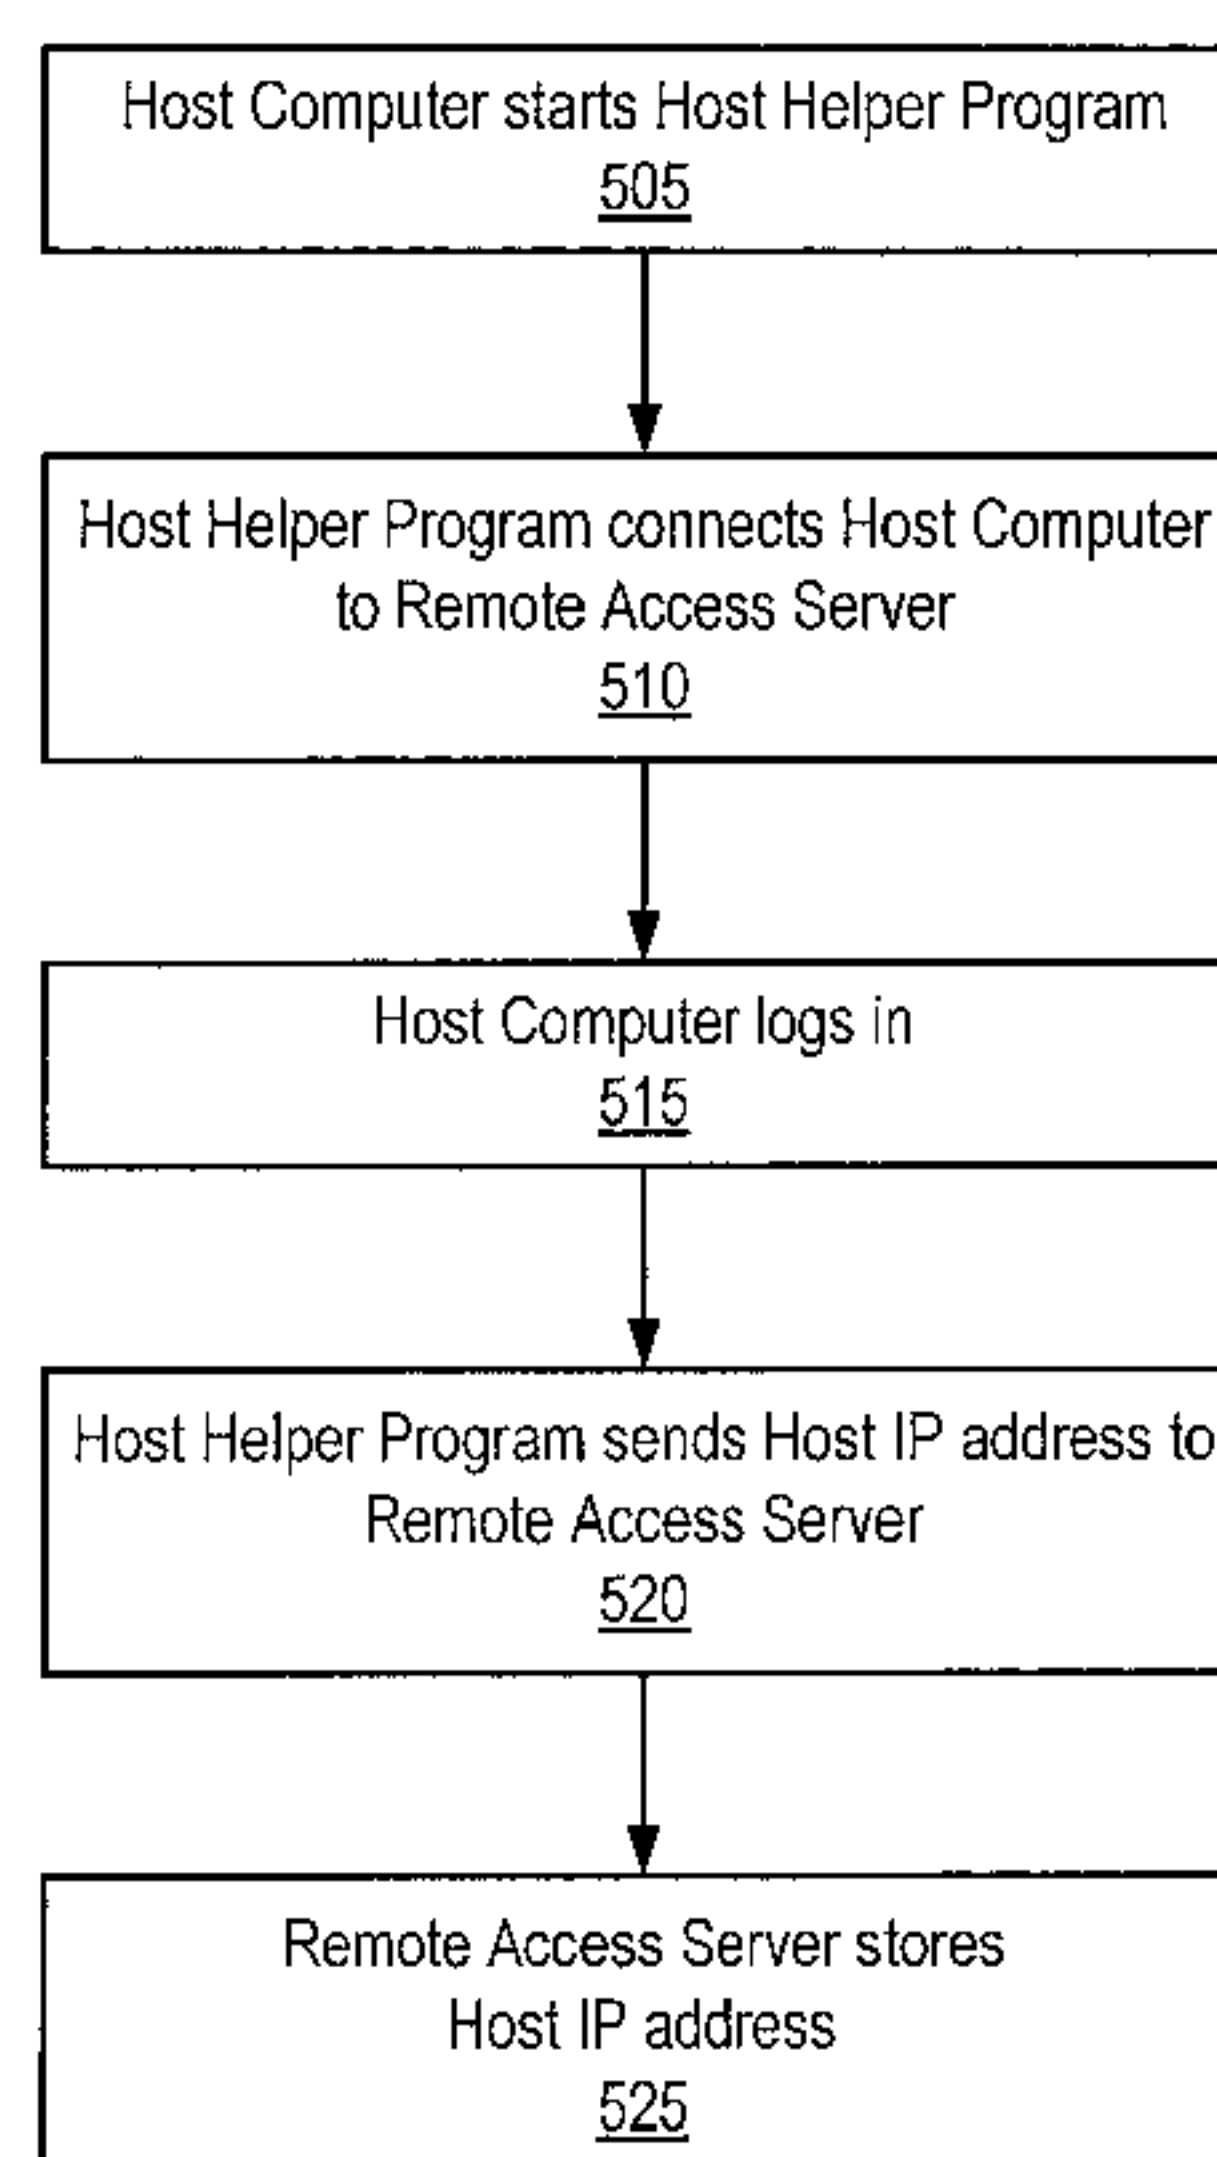 Host Computer starts Host Helper Program
505
Host Helper Program connects Host Computer
to Remote Access Server
510
Host Computer logs in
515
Host Helper Program sends Host IP address to
Remote Access Server
520
Remote Access Server stores
Host IP address
525